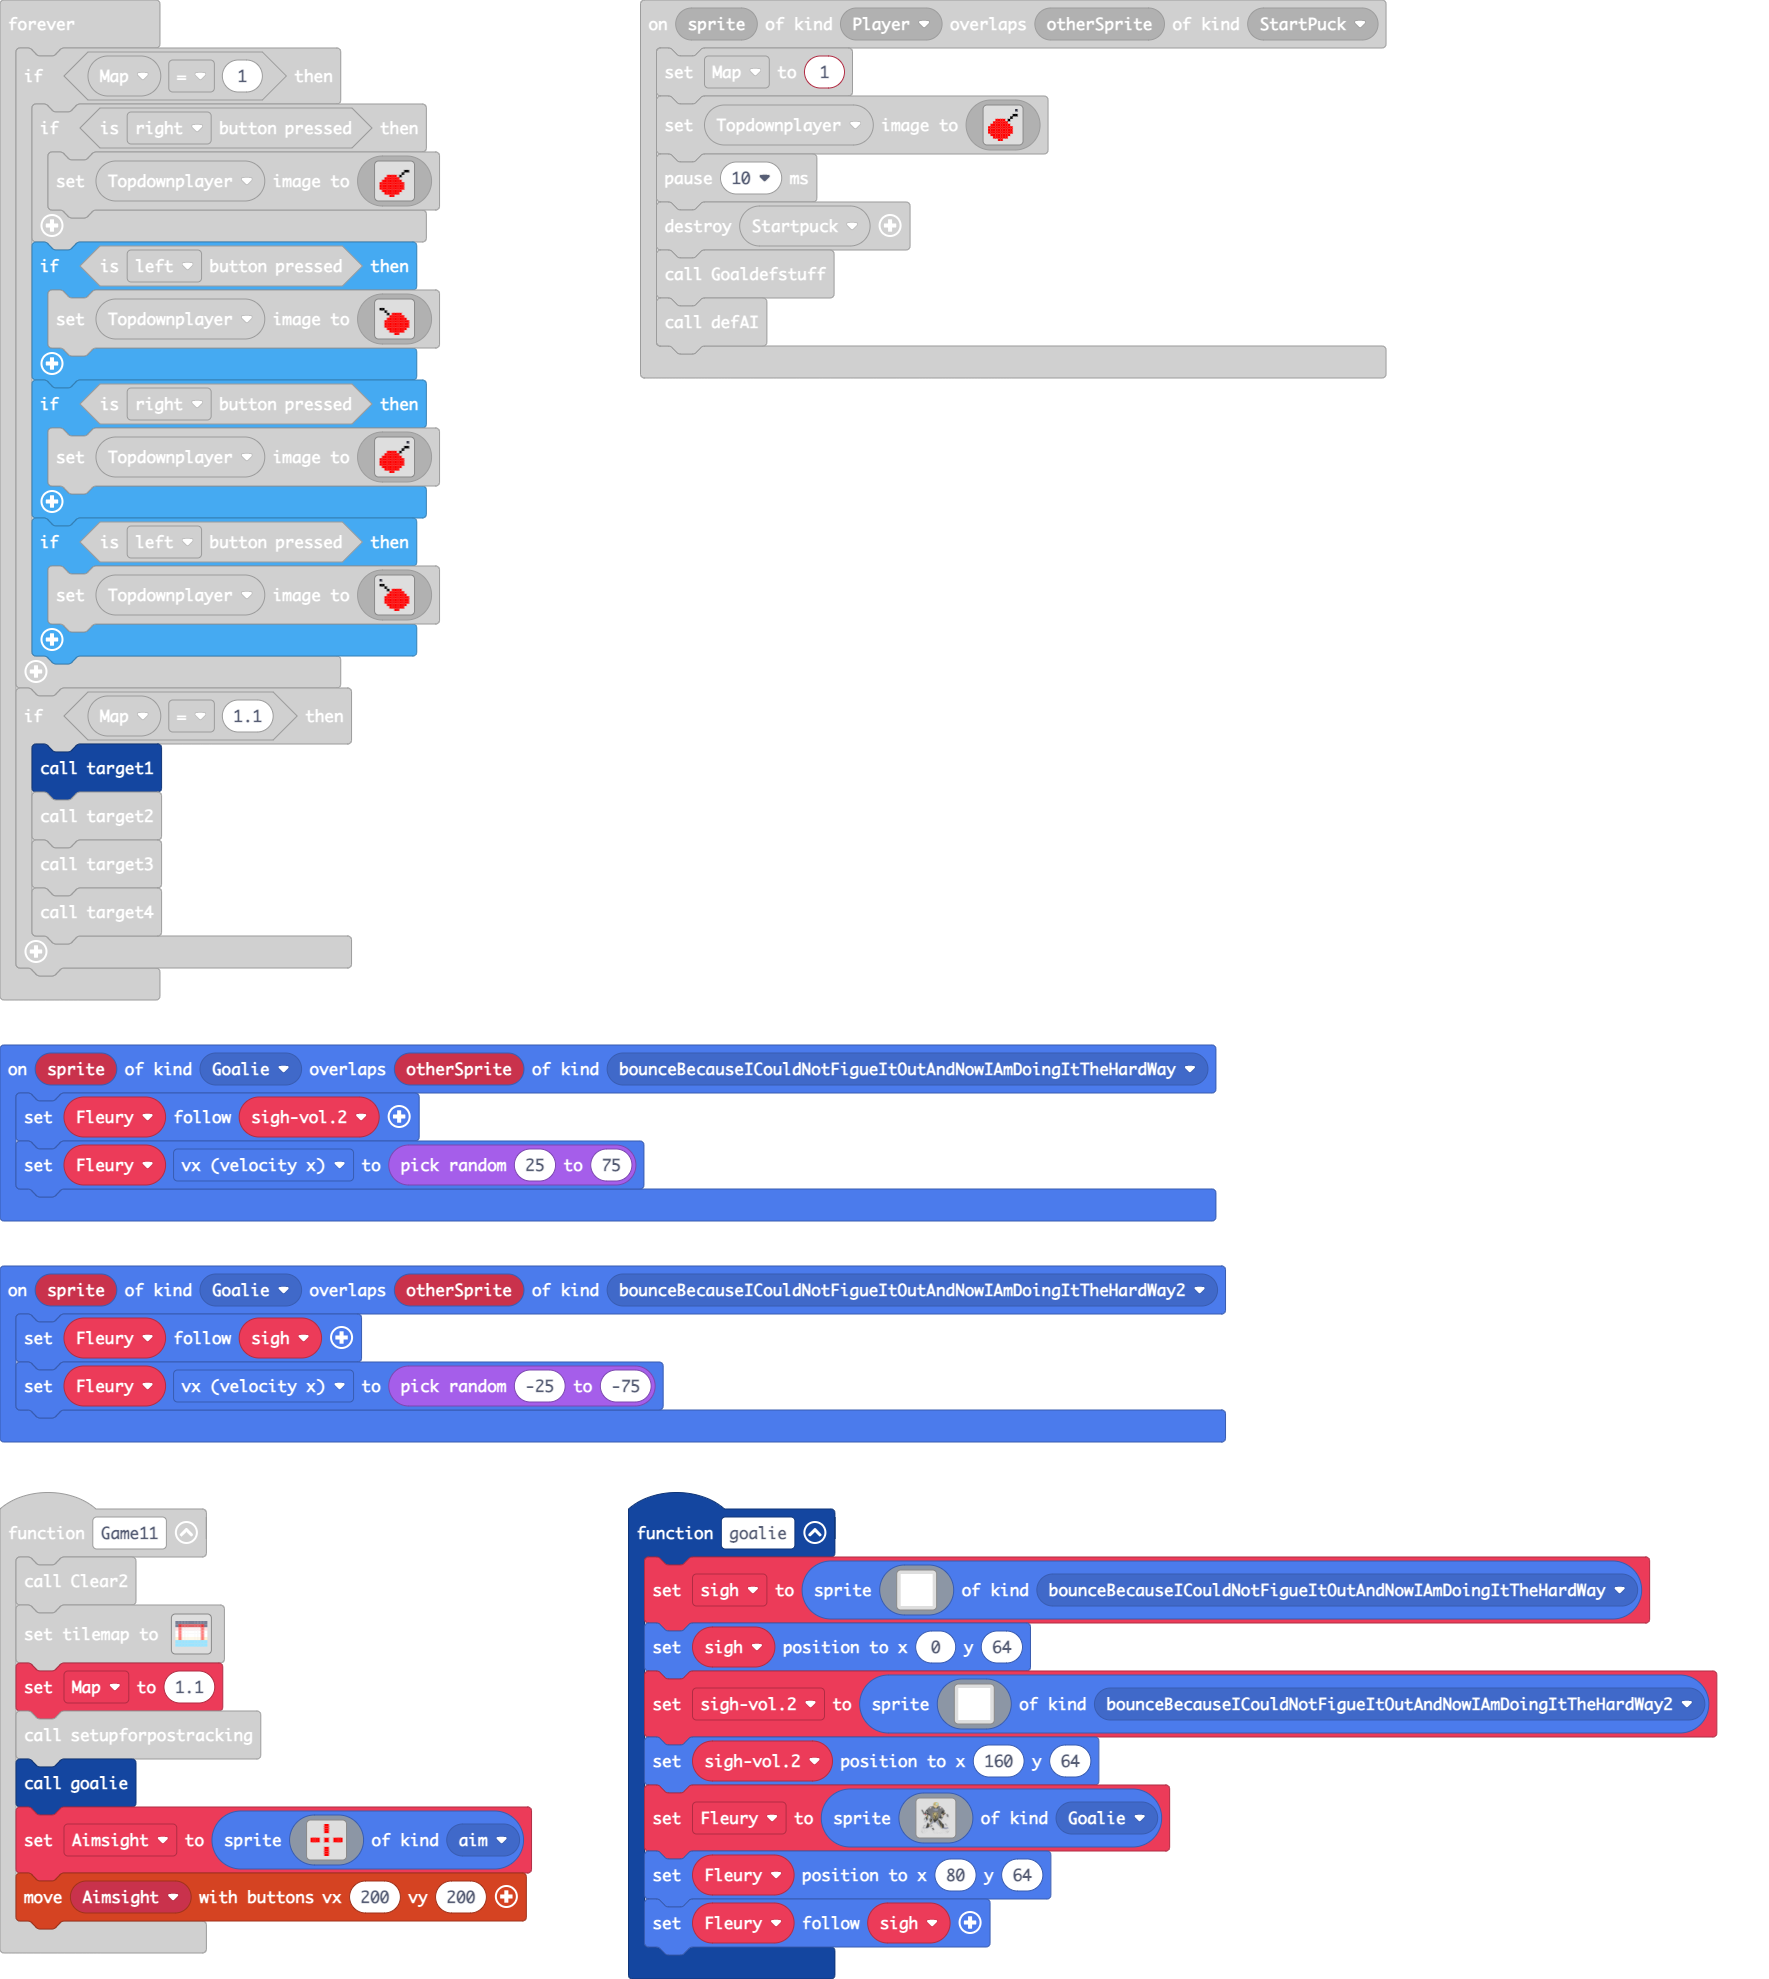 forever
if Map = 1 then
if is right button pressed then
set Topdownplayer image to
if is left button pressed then
set Topdownplayer image to
if is right button pressed then
set Topdownplayer image to
if is left button pressed then
set Topdownplayer image to
if Map = 1.1 then
call target1
call target2
call target3
call target4
on sprite of kind Player overlaps otherSprite of kind StartPuck
set Map to 1
set Topdownplayer image to
pause 10 ms
destroy Startpuck
call Goaldefstuff
call defAI
on sprite of kind Goalie overlaps otherSprite of kind bounceBecauseICouldNotFigueItOutAndNowIAmDoingItTheHardWay
set Fleury follow sigh-vol.2
set Fleury vx (velocity x) to pick random 25 to 75
on sprite of kind Goalie overlaps otherSprite of kind bounceBecauseICouldNotFigueItOutAndNowIAmDoingItTheHardWay2
set Fleury follow sigh
set Fleury vx (velocity x) to pick random -25 to -75
function Game11
call Clear2
set tilemap to
set Map to 1.1
call setupforpostracking
call goalie
set Aimsight to sprite of kind aim
move Aimsight with buttons vx 200 vy 200
function goalie
set sigh to sprite of kind bounceBecauseICouldNotFigueItOutAndNowIAmDoingItTheHardWay
set sigh position to x 0 y 64
set sigh-vol.2 to sprite of kind bounceBecauseICouldNotFigueItOutAndNowIAmDoingItTheHardWay2
set sigh-vol.2 position to x 160 y 64
set Fleury to sprite of kind Goalie
set Fleury position to x 80 y 64
set Fleury follow sigh